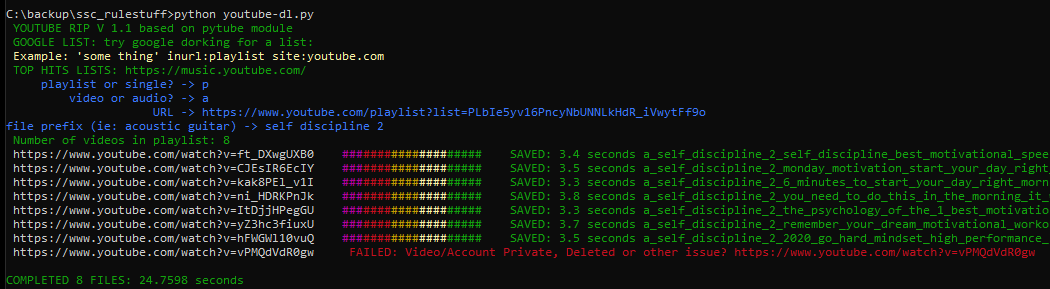 C:\backup\ssc_rulestuff>python youtube-dl.py
YOUTUBE RIP V 1.1 based on pytube module
GOOGLE LIST: try google dorking for a list:
Example: 'some thing' inurl:playlist site:youtube.com
TOP HITS LISTS: https://music.youtube.com/
playlist or single? -> p
video or audio? -> a
URL -> https://www.youtube.com/playlist?list=PLbIe5yv16PncyNbUNNLkHdR_iVwytFf9o
file prefix (ie: acoustic guitar) -> self discipline 2
Number of videos in playlist: 8
https://www.youtube.com/watch?v=ft_DXwgUXB0 #################### SAVED: 3.4 seconds a_self_discipline_2_self_discipline_best_motivational_spee
https://www.youtube.com/watch?v=CJEsIR6EcIY #################### SAVED: 3.5 seconds a_self_discipline_2_monday_motivation_start_your_day_right_
https://www.youtube.com/watch?v=kak8PEl_v1I #################### SAVED: 3.3 seconds a_self_discipline_2_6_minutes_to_start_your_day_right_morn
https://www.youtube.com/watch?v=ni_HDRKPnJk #################### SAVED: 3.8 seconds a_self_discipline_2_you_need_to_do_this_in_the_morning_it_
https://www.youtube.com/watch?v=ItDjjHPegGU #################### SAVED: 3.3 seconds a_self_discipline_2_the_psychology_of_the_1_best_motivatio
https://www.youtube.com/watch?v=yZ3hc3fiuxU #################### SAVED: 3.7 seconds a_self_discipline_2_remember_your_dream_motivational_worko
https://www.youtube.com/watch?v=hFWGWl10vuQ #################### SAVED: 3.5 seconds a_self_discipline_2_2020_go_hard_mindset_high_performance_
https://www.youtube.com/watch?v=vPMQdVdR0gw FAILED: Video/Account Private, Deleted or other issue? https://www.youtube.com/watch?v=vPMQdVdR0gw
COMPLETED 8 FILES: 24.7598 seconds